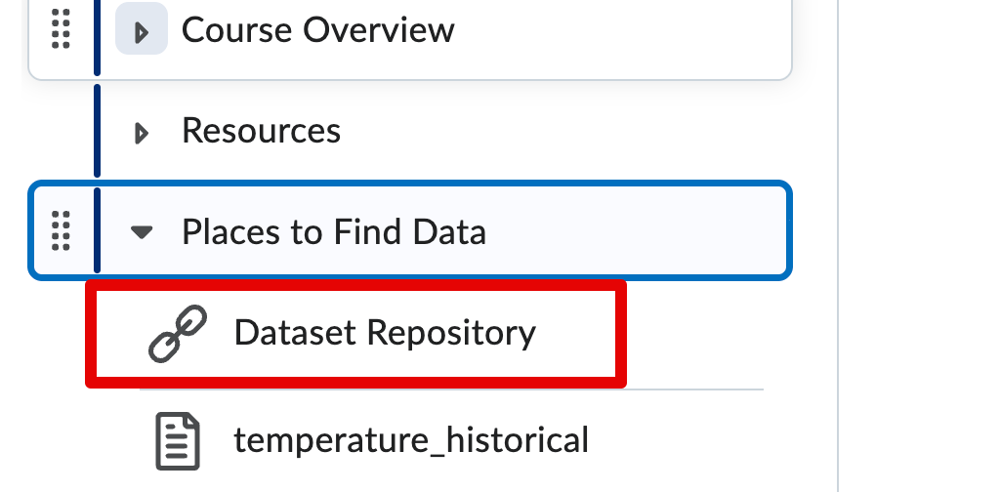 Course Overview
Resources
Places to Find Data
Dataset Repository
temperature_historical